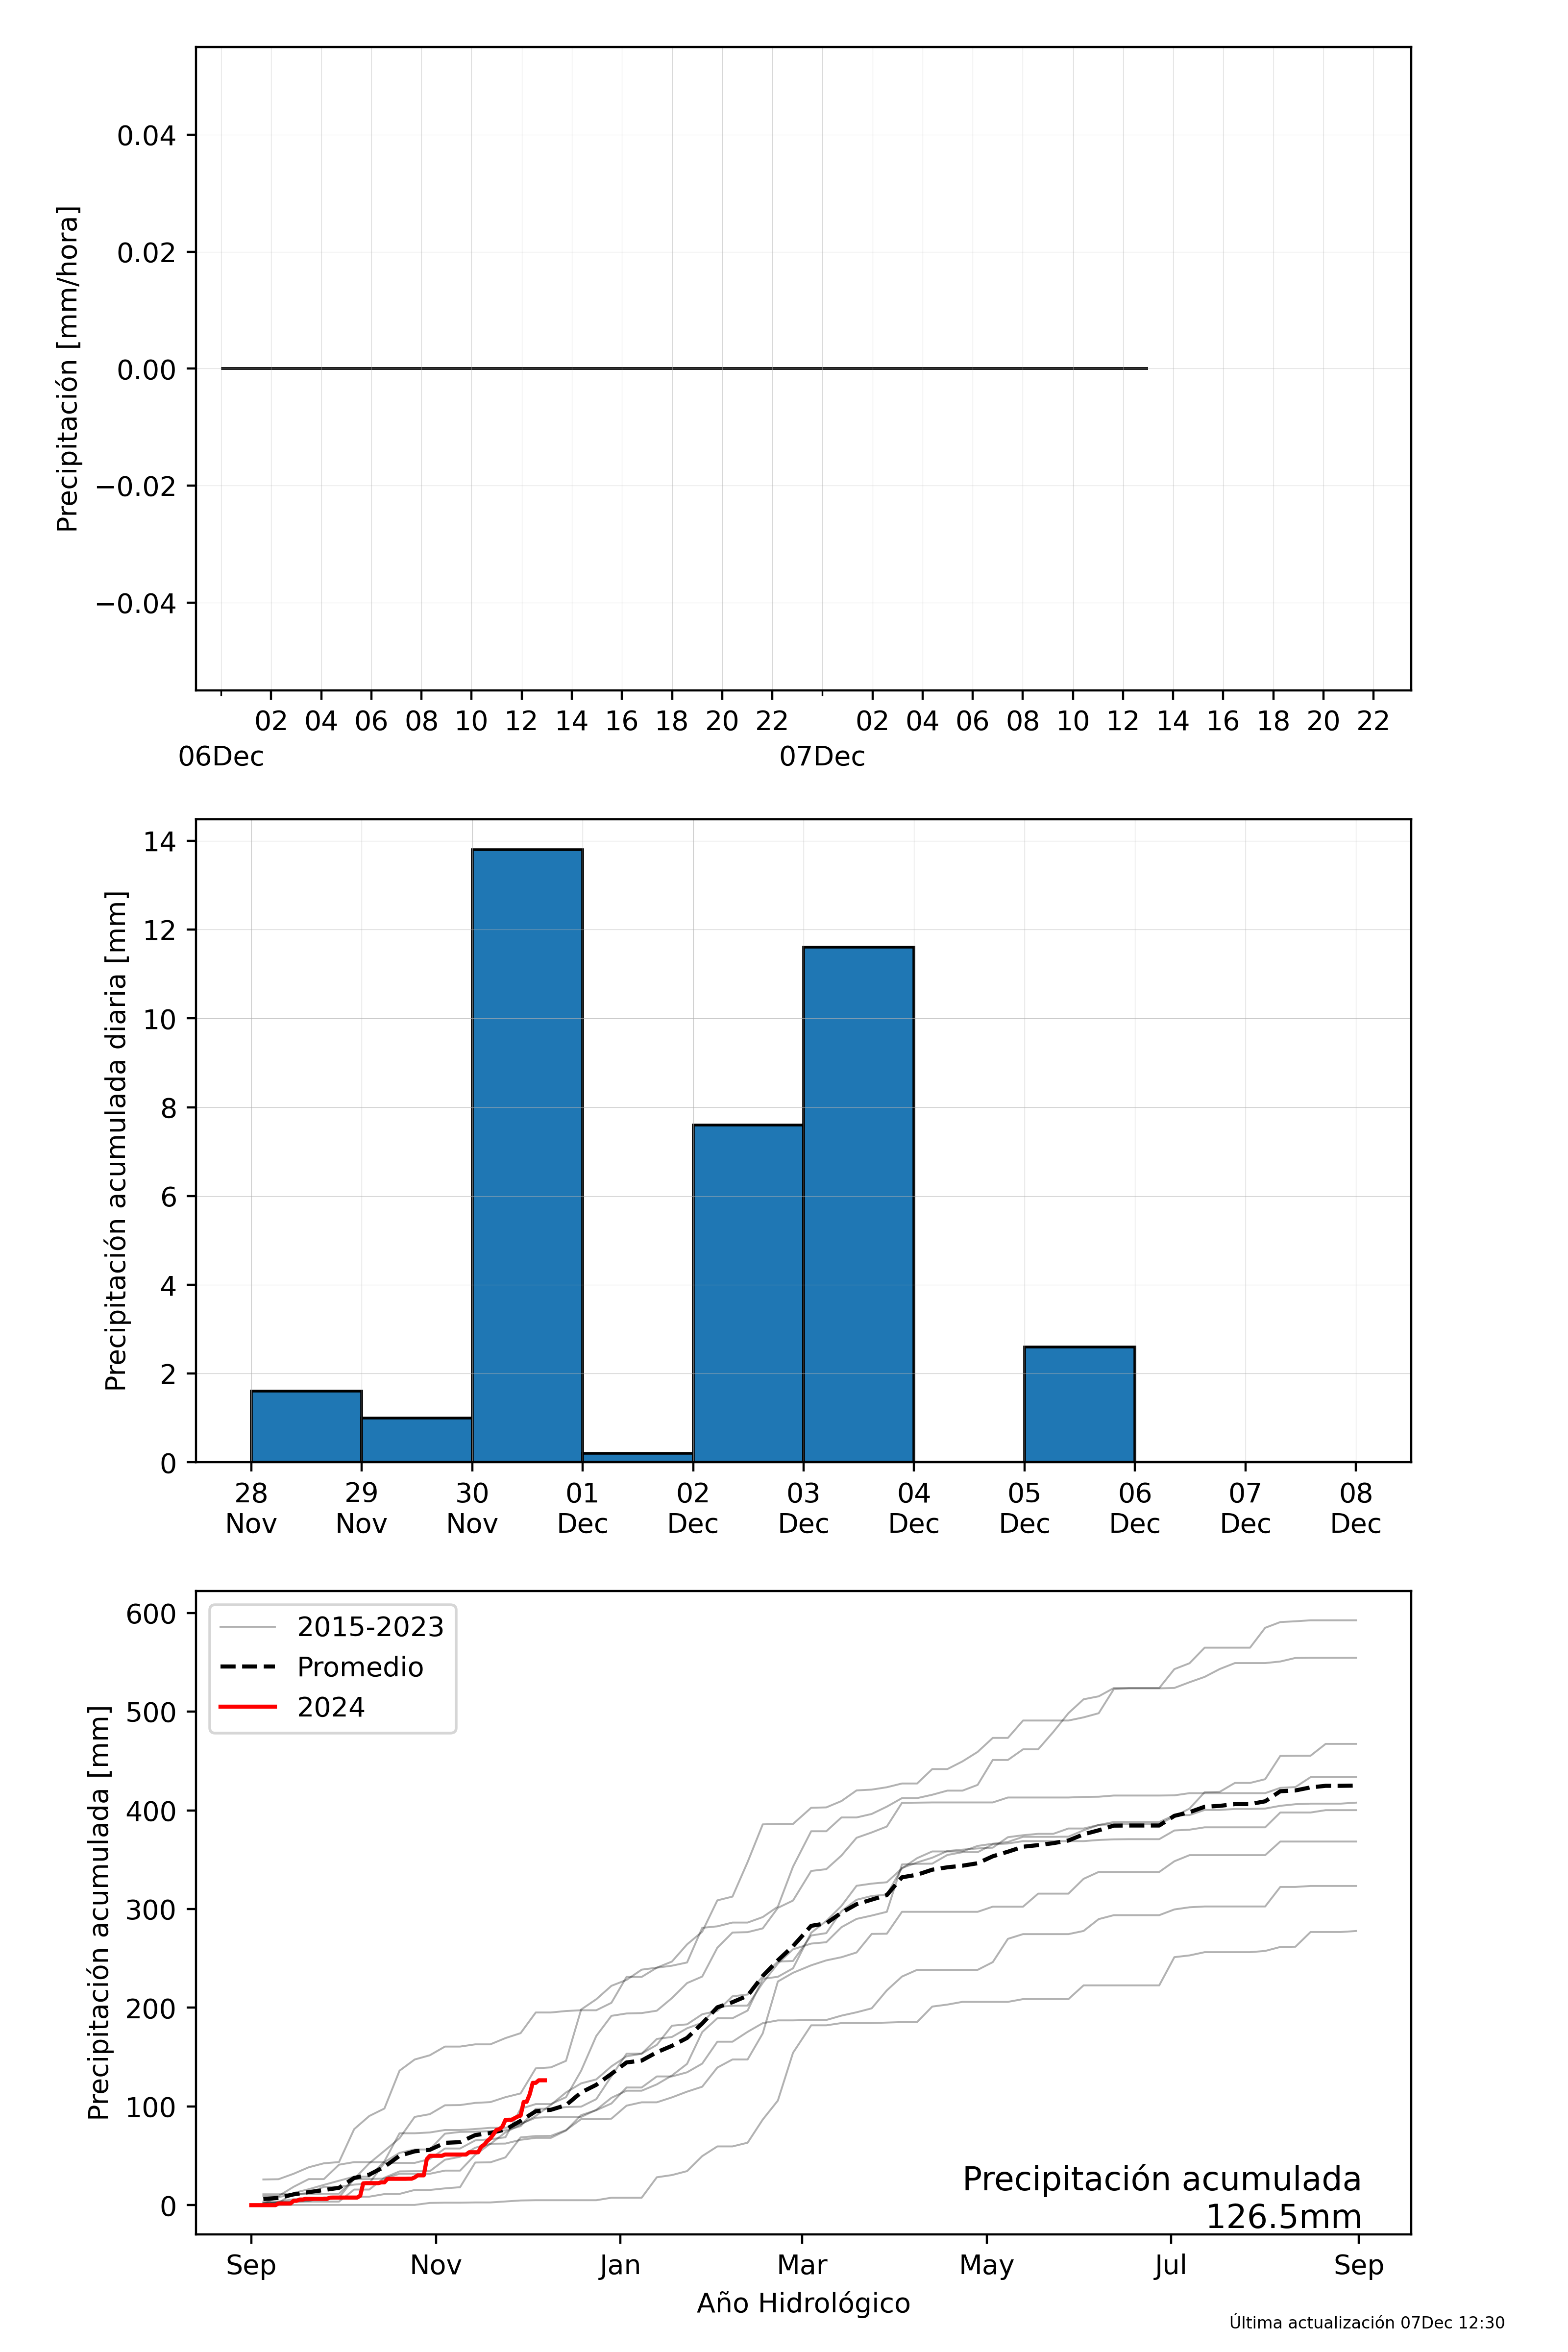 Precipitación [mm/hora]
0.04
0.02
0.00
−0.02
−0.04
02 04 06 08 10 12 14 16 18 20 22 02 04 06 08 10 12 14 16 18 20 22
06Dec 07Dec
Precipitación acumulada diaria [mm]
14
12
10
8
6
4
2
0
28 29 30 01 02 03 04 05 06 07 08
Nov Nov Nov Dec Dec Dec Dec Dec Dec Dec Dec
Precipitación acumulada [mm]
600
500
400
300
200
100
0
2015-2023
Promedio
2024
Precipitación acumulada
126.5mm
Sep Nov Jan Mar May Jul Sep
Año Hidrológico
Última actualización 07Dec 12:30